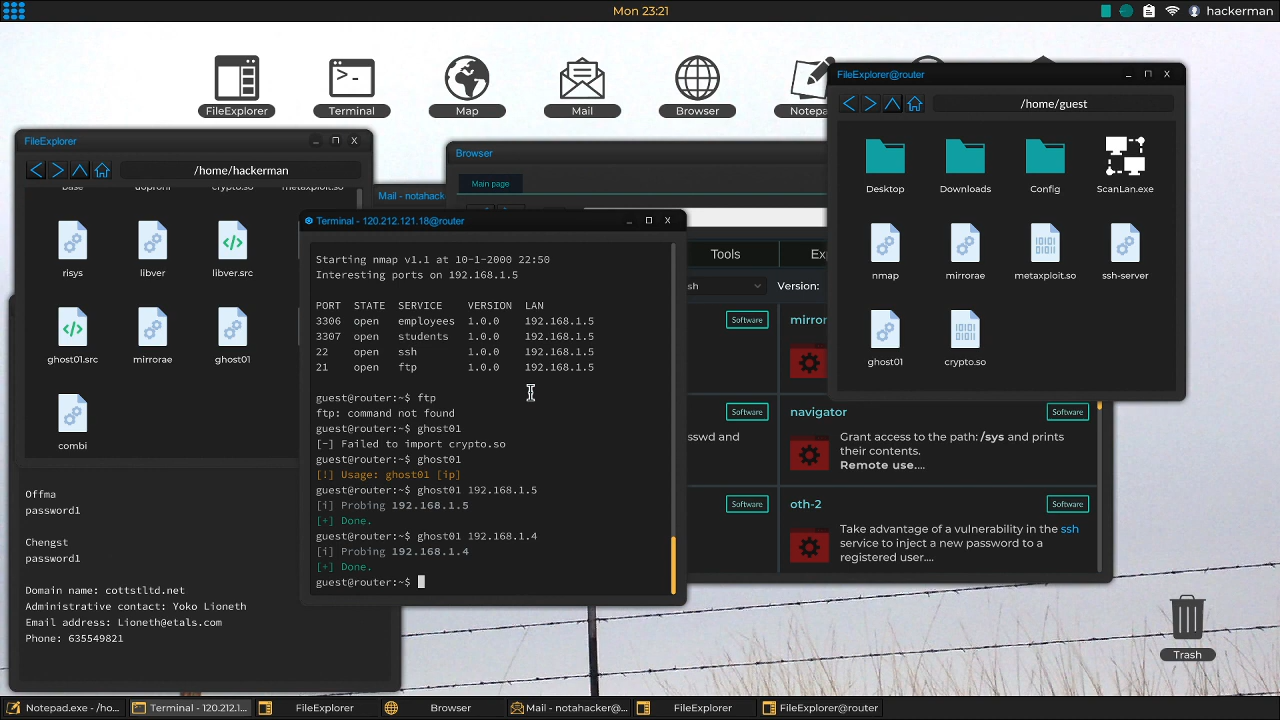 Mon 23:21
hackerman
FileExplorer
Terminal
Map
Mail
Browser
Notepa
FileExplorer@router
/home/guest
Desktop
Downloads
Config
ScanLan.exe
nmap
mirrorae
metaxploit.so
ssh-server
ghost01
crypto.so
FileExplorer
/home/hackerman
risys
libver
libver.src
ghost01.src
mirrorae
ghost01
combi
Mail - notahack
Browser
Main page
Tools
Ex
sh
Version:
Software
mirror
Software
passwd and
navigator
Software
Grant access to the path: /sys and prints
their contents.
Remote use....
Software
oth-2
Software
Take advantage of a vulnerability in the ssh
service to inject a new password to a
registered user....
Terminal - 120.212.121.18@router
Starting nmap v1.1 at 10-1-2000 22:50
Interesting ports on 192.168.1.5
PORT STATE SERVICE VERSION LAN
3306 open employees 1.0.0 192.168.1.5
3307 open students 1.0.0 192.168.1.5
22 open ssh 1.0.0 192.168.1.5
21 open ftp 1.0.0 192.168.1.5
guest@router:~$ ftp
ftp: command not found
guest@router:~$ ghost01
[-] Failed to import crypto.so
guest@router:~$ ghost01
[!] Usage: ghost01 [ip]
guest@router:~$ ghost01 192.168.1.5
[i] Probing 192.168.1.5
[+] Done.
guest@router:~$ ghost01 192.168.1.4
[i] Probing 192.168.1.4
[+] Done.
guest@router:~$
Offma
password1
Chengst
password1
Domain name: cottstltd.net
Administrative contact: Yoko Lioneth
Email address: Lioneth@etals.com
Phone: 635549821
Trash
Notepad.exe - /ho...
Terminal - 120.212.1...
FileExplorer
Browser
Mail - notahacker@...
FileExplorer
FileExplorer@router